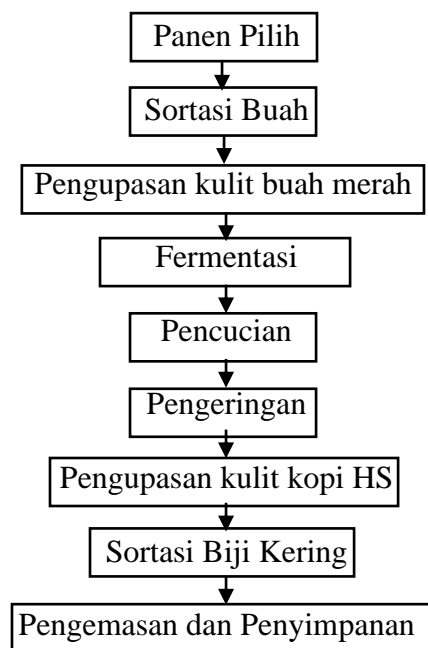 Panen Pilih
Sortasi Buah
Pengupasan kulit buah merah
Fermentasi
Pencucian
Pengeringan
Pengupasan kulit kopi HS
Sortasi Biji Kering
Pengemasan dan Penyimpanan